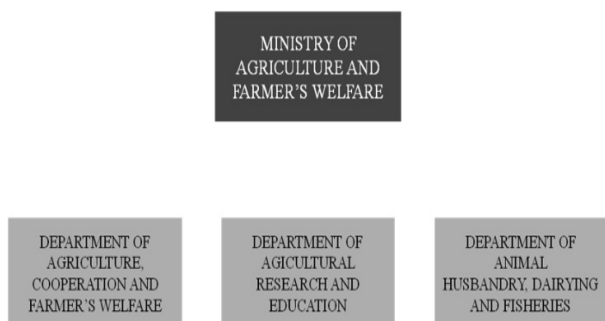 MINISTRY OF
AGRICULTURE AND
FARMER'S WELFARE
DEPARTMENT OF
AGRICULTURE,
COOPERATION AND
FARMER'S WELFARE
DEPARTMENT OF
AGICULTURAL
RESEARCH AND
EDUCATION
DEPARTMENT OF
ANIMAL
HUSBANDRY, DAIRYING
AND FISHERIES